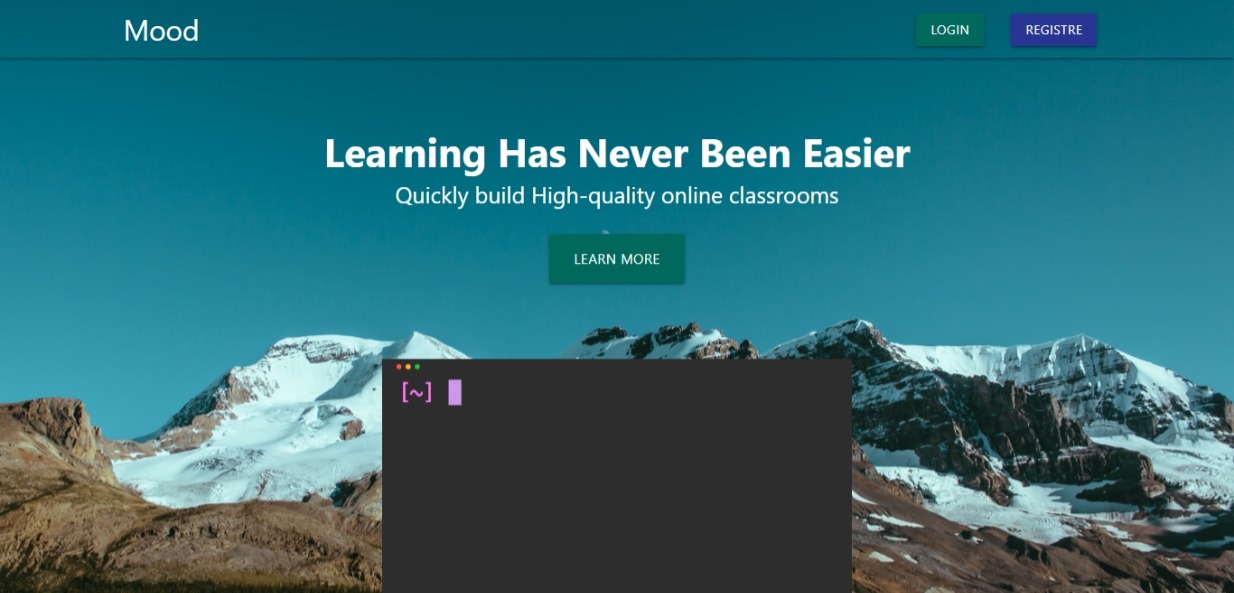 Mood
LOGIN
REGISTRE
Learning Has Never Been Easier
Quickly build High-quality online classrooms
LEARN MORE
[~]